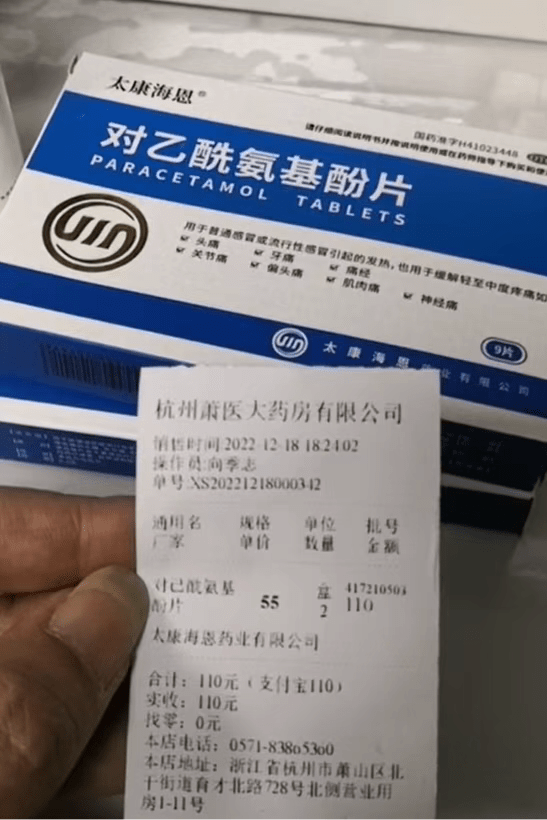 太康海恩®
国药准字H41023448
OTC
请仔细阅读说明书并按说明使用或在药师指导下购买和使
对乙酰氨基酚片
PARACETAMOL TABLETS
用于普通感冒或流行性感冒引起的发热,也用于缓解轻至中度疼痛如
头痛 牙痛 痛经
关节痛 偏头痛 肌肉痛 神经痛
9片
太康海恩药业有限公司
杭州萧医大药房有限公司
销售时间:2022-12-18 18:24:02
操作员:向季志
单号:XS20221218000342
通用名 规格 单位 批号
厂家 单价 数量 金额
对已酰氨基 盒 417210503
酚片 55 2 110
太康海恩药业有限公司
合计:110元(支付宝110)
实收:110元
找零:0元
本店电话:0571-83865360
本店地址:浙江省杭州市萧山区北
干街道育才北路728号北侧营业用
房1-11号